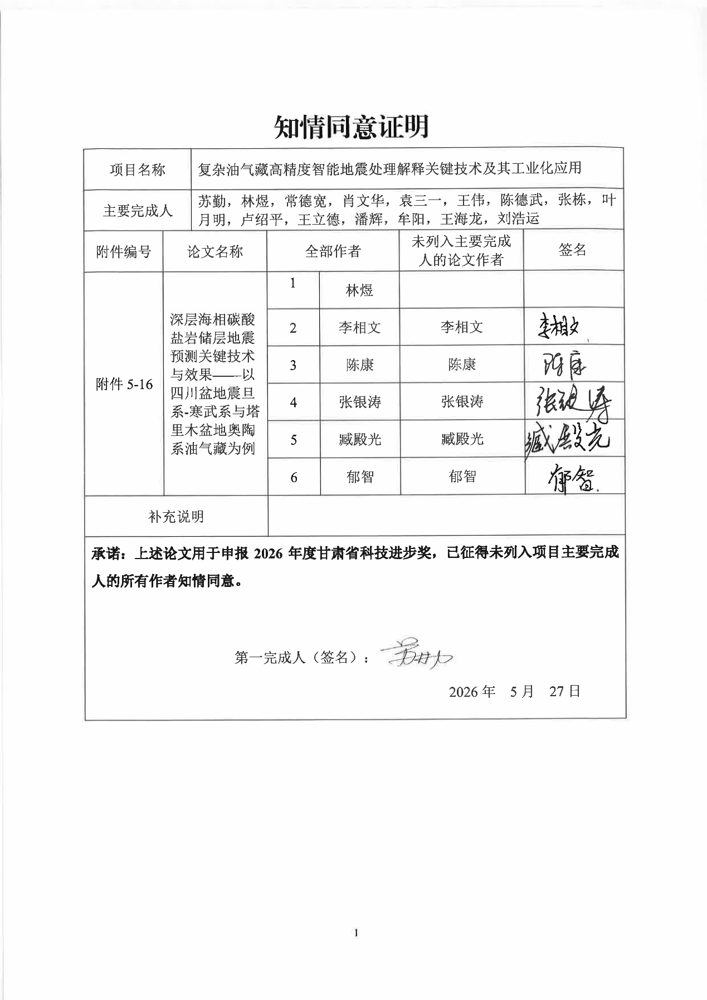 知情同意证明
项目名称
复杂油气藏高精度智能地震处理解释关键技术及其工业化应用
主要完成人
苏勤，林煜，常德宽，肖文华，袁三一，王伟，陈德武，张栋，叶
月明，卢绍平，王立德，潘辉，牟阳，王海龙，刘浩运
附件编号
论文名称
全部作者
未列入主要完成
人的论文作者
签名
附件 5-16
深层海相碳酸
盐岩储层地震
预测关键技术
与效果——以
四川盆地震旦
系-寒武系与塔
里木盆地奥陶
系油气藏为例
1 林煜
2 李相文 李相文 李相文
3 陈康 陈康 陈康
4 张银涛 张银涛 张银涛
5 臧殿光 臧殿光 臧殿光
6 郁智 郁智 郁智
补充说明
承诺：上述论文用于申报 2026 年度甘肃省科技进步奖，已征得未列入项目主要完成
人的所有作者知情同意。
第一完成人（签名）：苏勤
2026 年 5 月 27 日
1